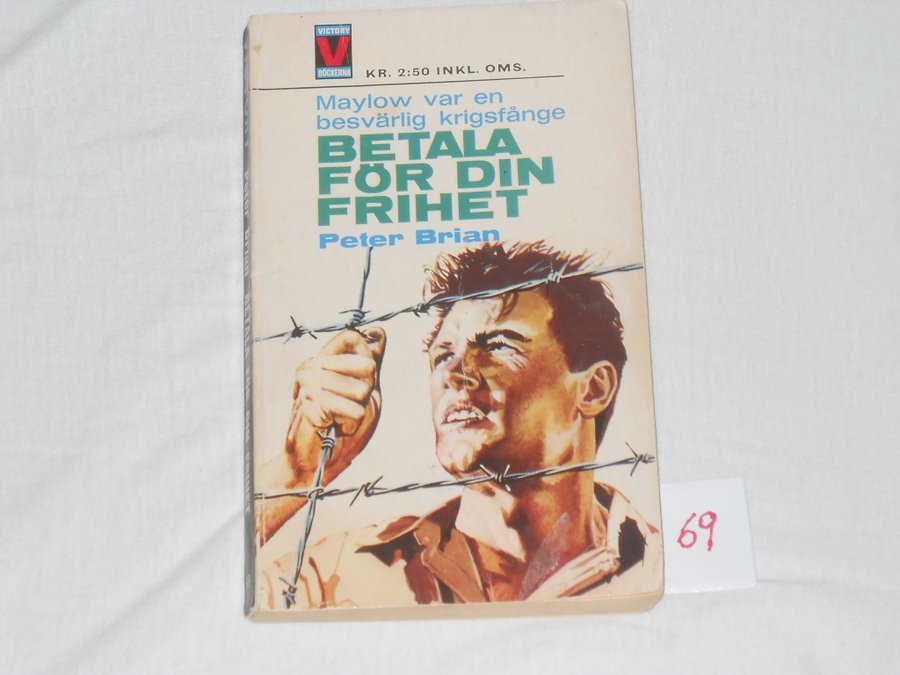 VICTORY
V
BÖCKERNA
KR. 2:50 INKL. OMS.
Maylow var en
besvärlig krigsfånge
BETALA
FÖR DIN
FRIHET
Peter Brian
69